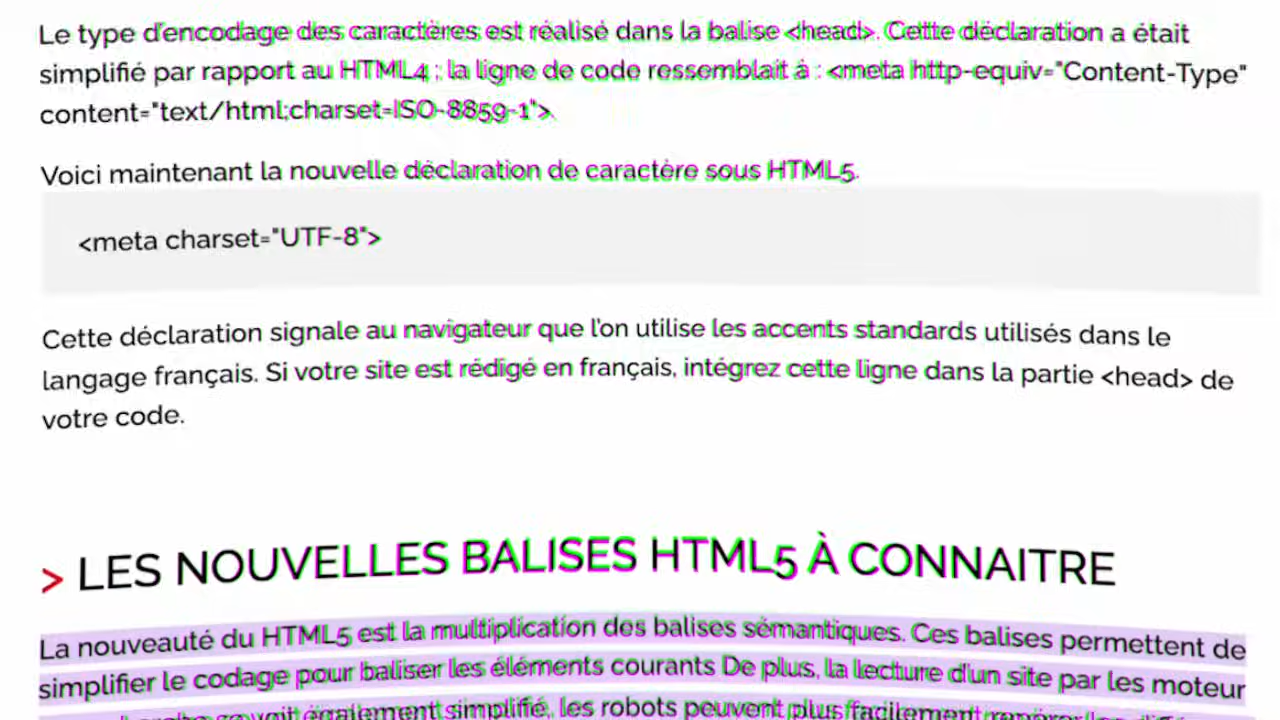 Le type d'encodage des caractères est réalisé dans la balise <head>. Cette déclaration a était
simplifié par rapport au HTML4 : la ligne de code ressemblait à : <meta http-equiv="Content-Type"
content="text/html;charset=ISO-8859-1">.
Voici maintenant la nouvelle déclaration de caractère sous HTML5.
<meta charset="UTF-8">
Cette déclaration signale au navigateur que l'on utilise les accents standards utilisés dans le
langage français. Si votre site est rédigé en français, intégrez cette ligne dans la partie <head> de
votre code.
> LES NOUVELLES BALISES HTML5 À CONNAITRE
La nouveauté du HTML5 est la multiplication des balises sémantiques. Ces balises permettent de
simplifier le codage pour baliser les éléments courants De plus, la lecture d'un site par les moteur
voit également simplifié, les robots peuvent plus facilement